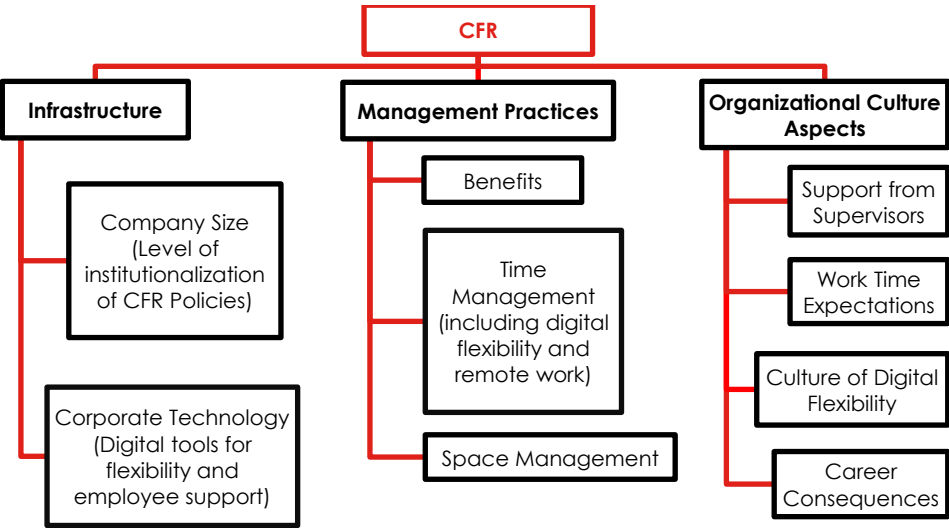 CFR
Infrastructure
Company Size
(Level of
institutionalization
of CFR Policies)
Corporate Technology
(Digital tools for
flexibility and
employee support)
Management Practices
Benefits
Time
Management
(including digital
flexibility and
remote work)
Space Management
Organizational Culture
Aspects
Support from
Supervisors
Work Time
Expectations
Culture of Digital
Flexibility
Career
Consequences